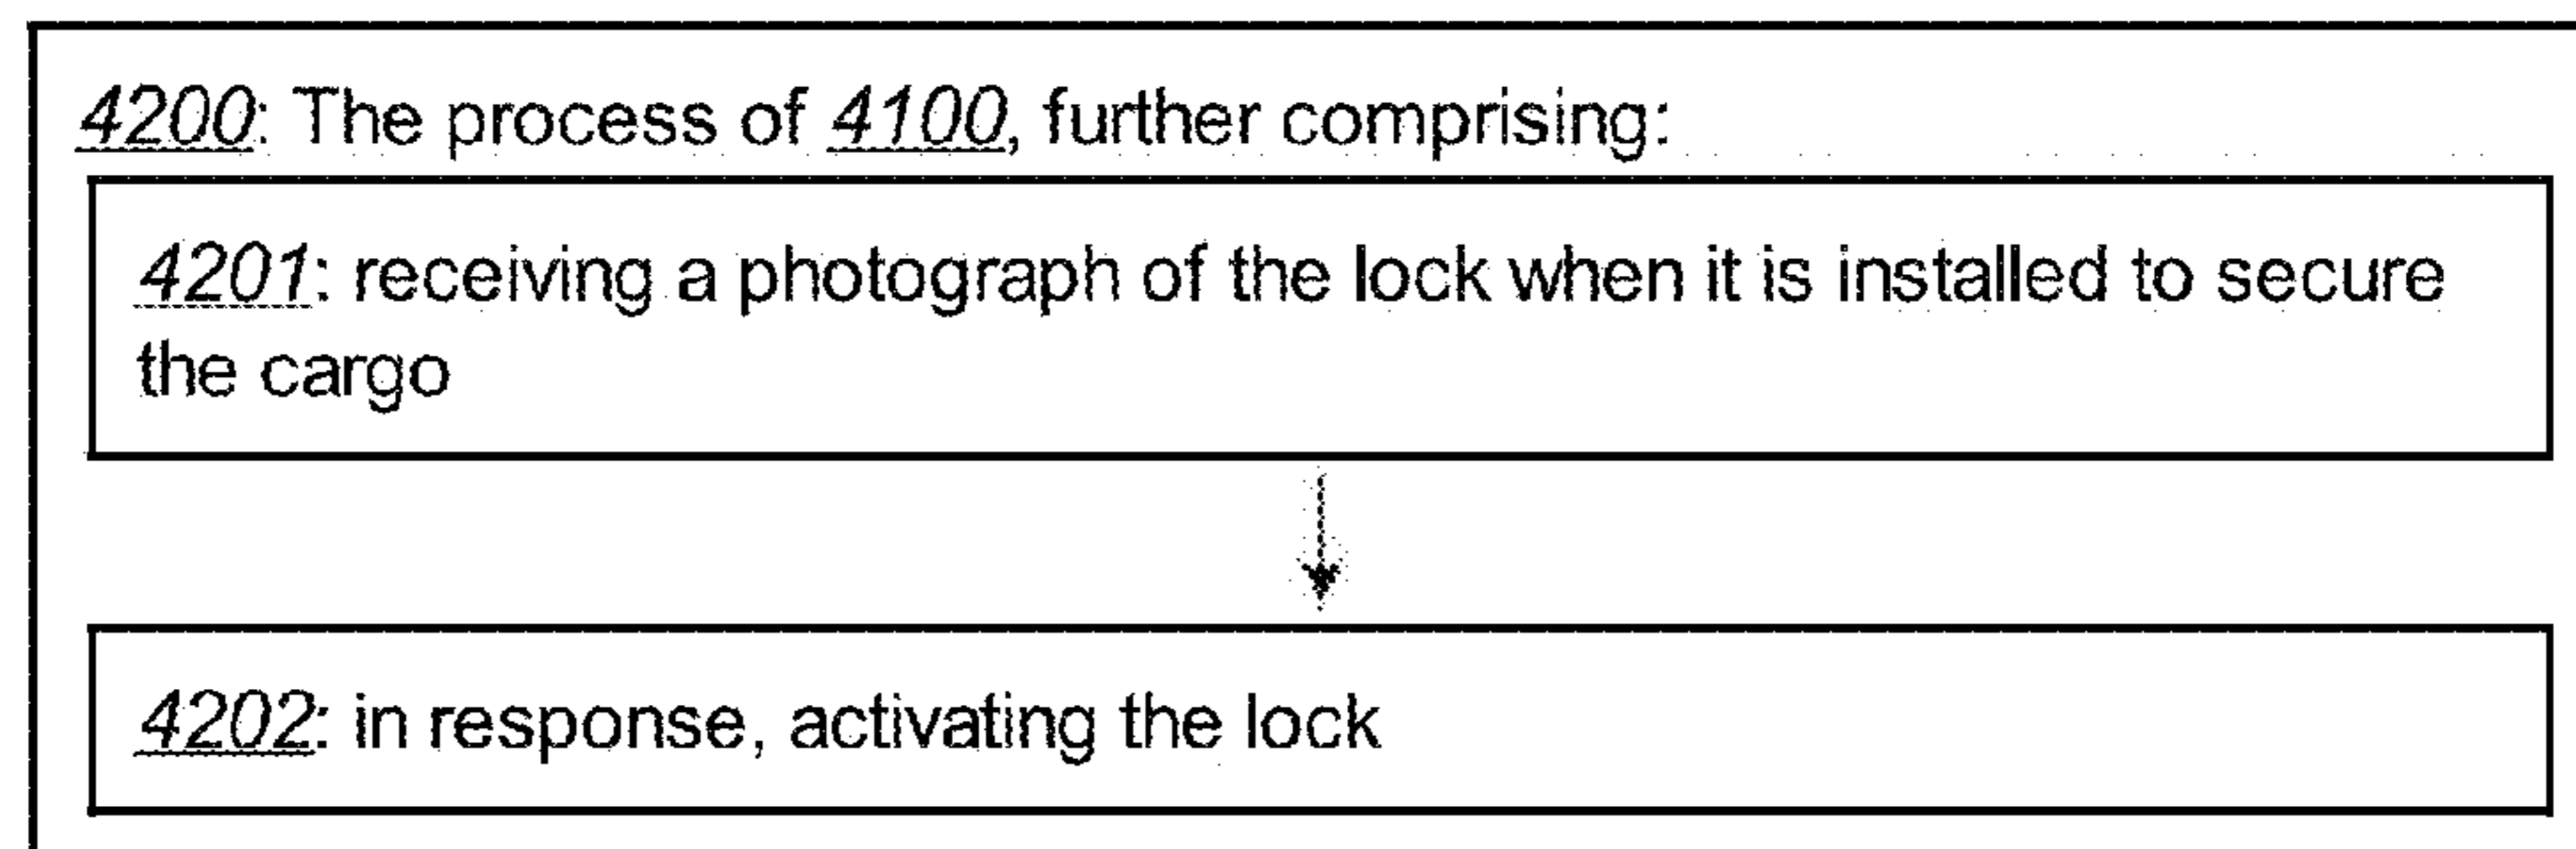 4200: The process of 4100, further comprising:
4201: receiving a photograph of the lock when it is installed to secure
the cargo
4202: in response, activating the lock